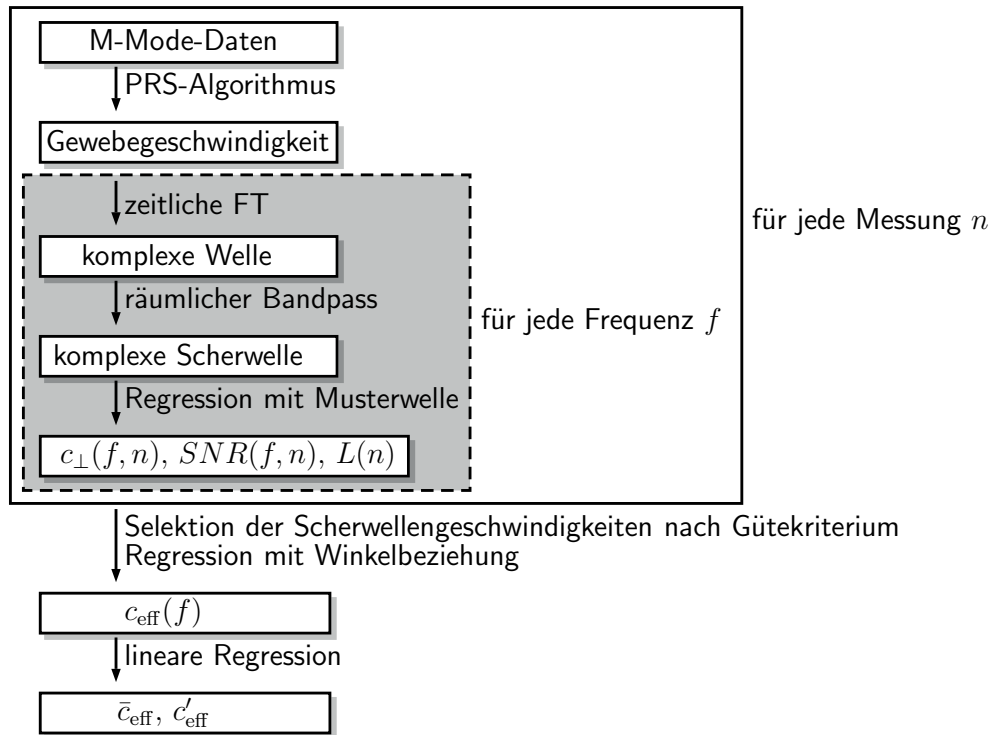 M-Mode-Daten
PRS-Algorithmus
Gewebegeschwindigkeit
zeitliche FT
komplexe Welle
räumlicher Bandpass
komplexe Scherwelle
Regression mit Musterwelle
c⊥(f, n), SNR(f, n), L(n)
für jede Frequenz f
für jede Messung n
Selektion der Scherwellengeschwindigkeiten nach Gütekriterium
Regression mit Winkelbeziehung
c_eff(f)
lineare Regression
c̄_eff, c′_eff